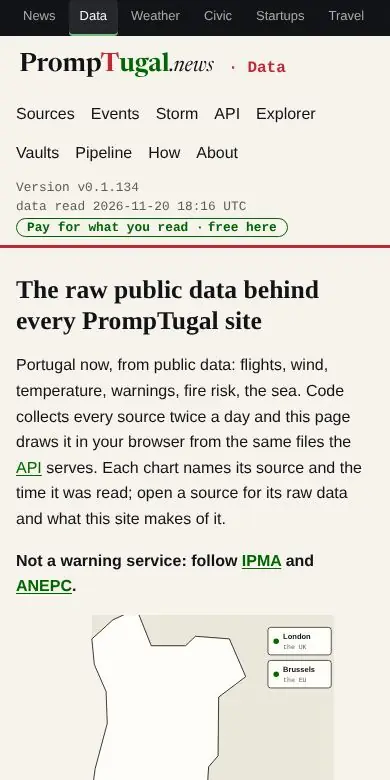 News Data Weather Civic Startups Travel
PrompTugal.news · Data
Sources Events Storm API Explorer
Vaults Pipeline How About
Version v0.1.134
data read 2026-11-20 18:16 UTC
Pay for what you read · free here
The raw public data behind
every PrompTugal site
Portugal now, from public data: flights, wind,
temperature, warnings, fire risk, the sea. Code
collects every source twice a day and this page
draws it in your browser from the same files the
API serves. Each chart names its source and the
time it was read; open a source for its raw data
and what this site makes of it.
Not a warning service: follow IPMA and
ANEPC.
London
the UK
Brussels
the EU